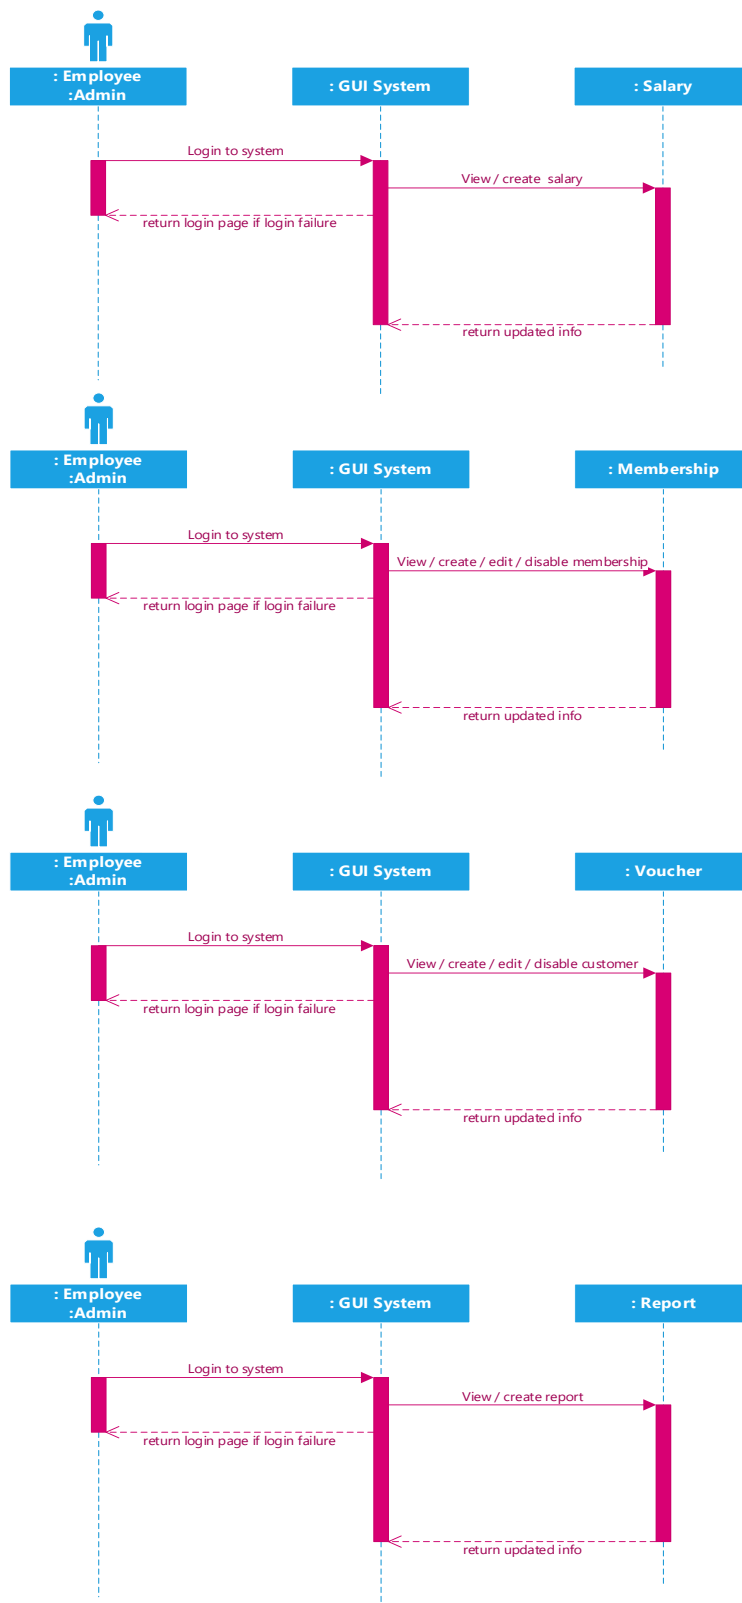 : Employee
:Admin
: GUI System
: Salary
Login to system
View / create  salary
return login page if login failure
return updated info
: Employee
:Admin
: GUI System
: Membership
Login to system
View / create / edit / disable membership
return login page if login failure
return updated info
: Employee
:Admin
: GUI System
: Voucher
Login to system
View / create / edit / disable customer
return login page if login failure
return updated info
: Employee
:Admin
: GUI System
: Report
Login to system
View / create report
return login page if login failure
return updated info